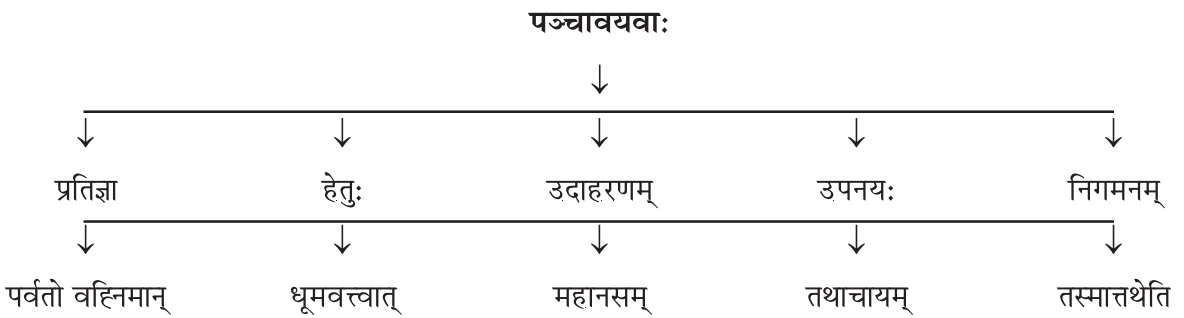 पञ्चावयवाः
प्रतिज्ञा हेतुः उदाहरणम् उपनयः निगमनम्
पर्वतो वह्निमान् धूमवत्त्वात् महानसम् तथाचायम् तस्मात्तथेति